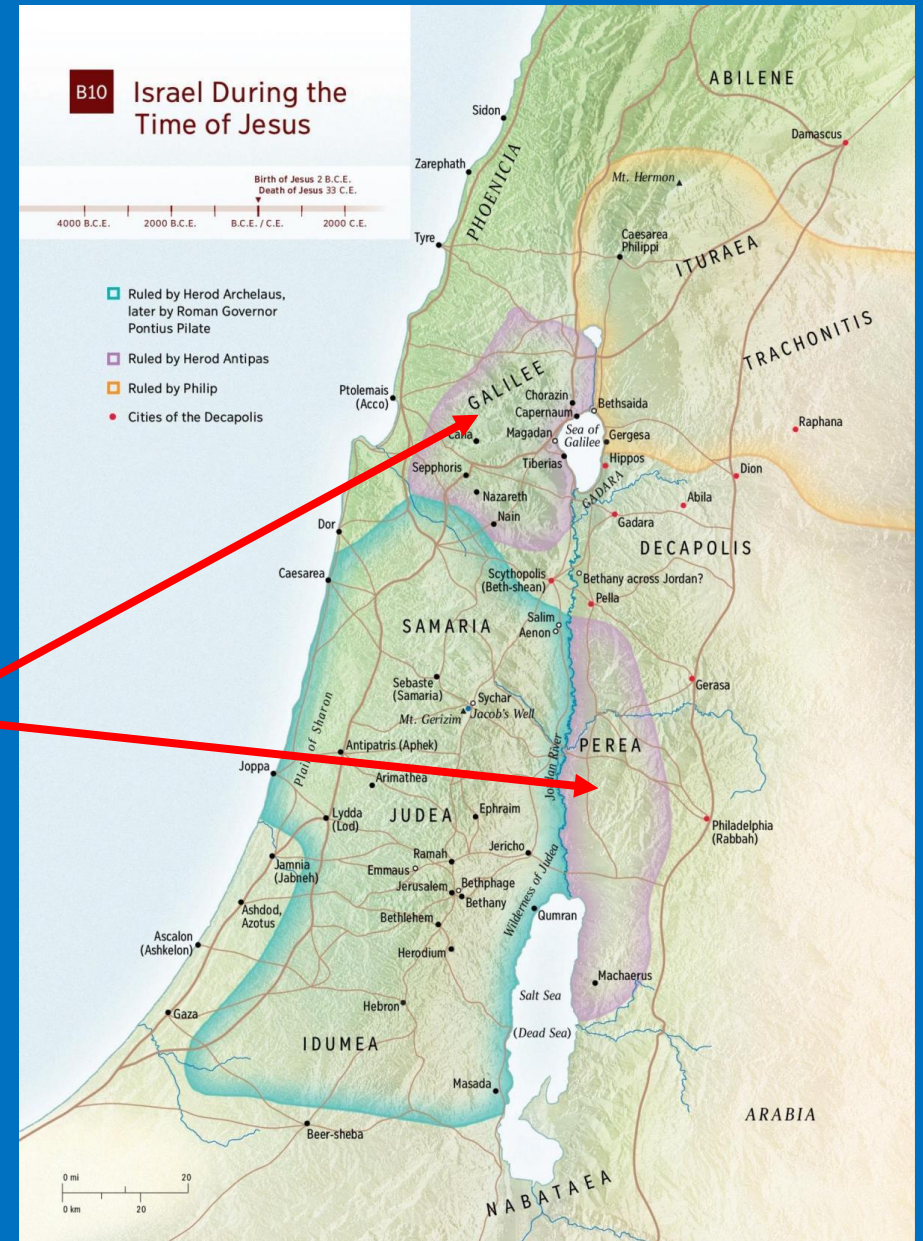 B10
Israel During the
Time of Jesus
Birth of Jesus 2 B.C.E.
Death of Jesus 33 C.E.
4000 B.C.E.
2000 B.C.E.
B.C.E. / C.E.
2000 C.E.
Ruled by Herod Archelaus,
later by Roman Governor
Pontius Pilate
Ruled by Herod Antipas
Ruled by Philip
Cities of the Decapolis
ABILENE
Sidon
Damascus
Zarephath
PHOENICIA
Mt. Hermon
Tyre
Caesarea
Philippi
ITURAEA
TRACHONITIS
GALILEE
Ptolemais
(Acco)
Chorazin
Capernaum
Bethsaida
Cana
Magadan
Sea of
Galilee
Gergesa
Raphana
Sepphoris
Tiberias
Hippos
Dion
GADARA
Nazareth
Abila
Nain
Gadara
Dor
DECAPOLIS
Caesarea
Scythopolis
(Beth-shean)
Bethany across Jordan?
Pella
SAMARIA
Salim
Aenon
Sebaste
(Samaria)
Sychar
Gerasa
Mt. Gerizim
Jacob's Well
Plain of Sharon
Antipatris (Aphek)
Jordan River
PEREA
Joppa
Arimathea
Lydda
(Lod)
JUDEA
Ephraim
Philadelphia
(Rabbah)
Jamnia
(Jabneh)
Ramah
Jericho
Emmaus
Jerusalem
Bethphage
Bethany
Wilderness of Judea
Ashdod,
Azotus
Bethlehem
Qumran
Ascalon
(Ashkelon)
Herodium
Machaerus
Salt Sea
(Dead Sea)
Hebron
Gaza
IDUMEA
Masada
ARABIA
Beer-sheba
0 mi
20
0 km
20
NABATAEA